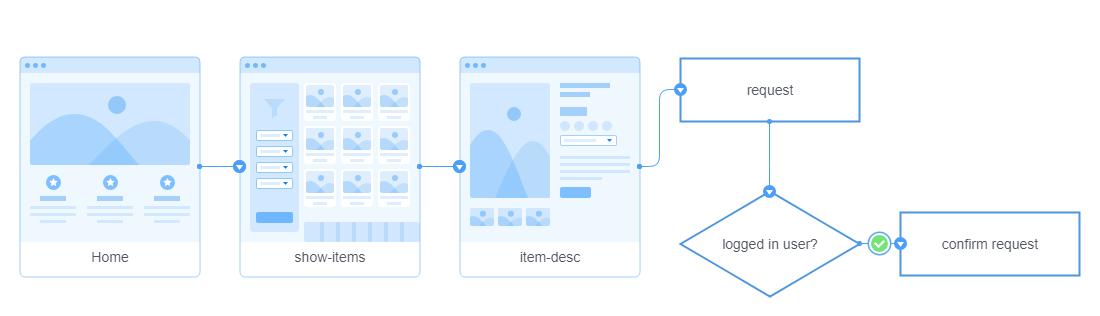 request
logged in user?
confirm request
Home
show-items
item-desc